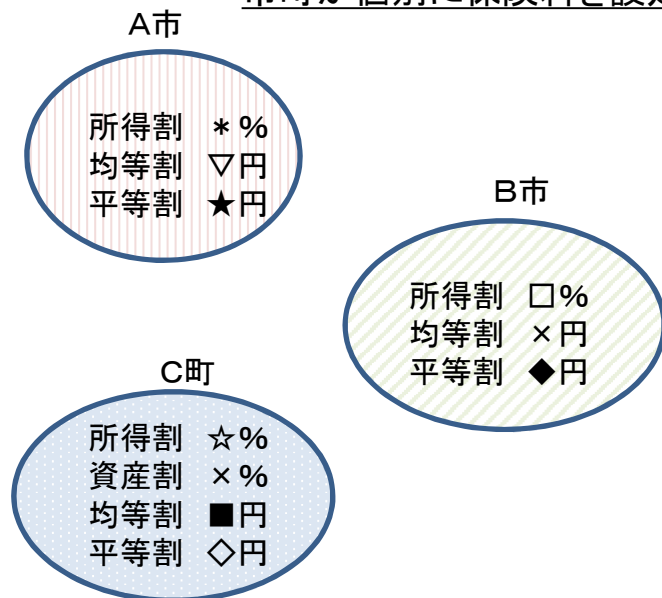 A市
所得割 ＊%
均等割 ▽円
平等割 ★円
B市
所得割 □%
均等割 ×円
平等割 ◆円
C町
所得割 ☆%
資産割 ×%
均等割 ■円
平等割 ◇円